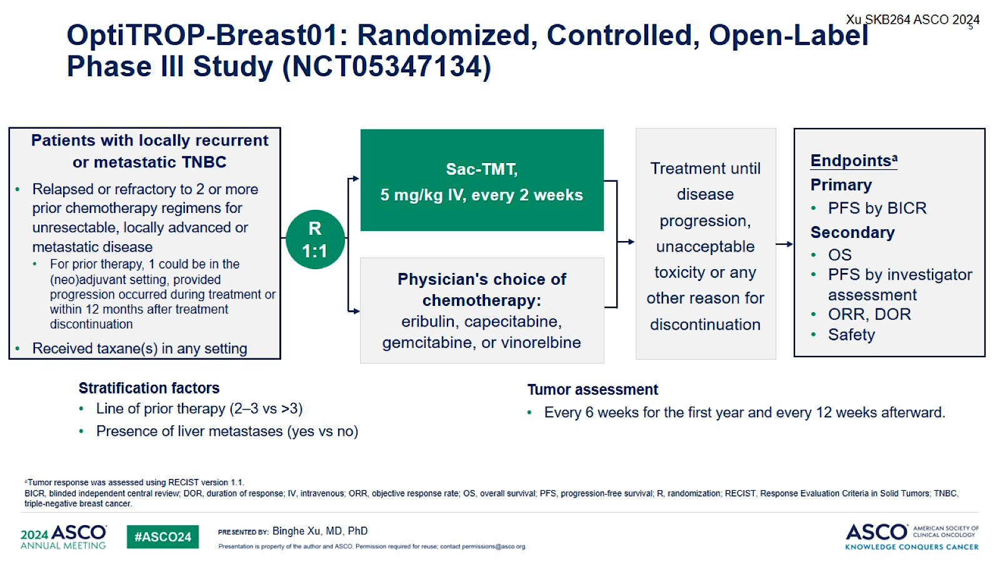 Xu SKB264 ASCO 2024
5
OptiTROP-Breast01: Randomized, Controlled, Open-Label
Phase III Study (NCT05347134)
Patients with locally recurrent
or metastatic TNBC
• Relapsed or refractory to 2 or more
prior chemotherapy regimens for
unresectable, locally advanced or
metastatic disease
• For prior therapy, 1 could be in the
(neo)adjuvant setting, provided
progression occurred during treatment or
within 12 months after treatment
discontinuation
• Received taxane(s) in any setting
R
1:1
Sac-TMT,
5 mg/kg IV, every 2 weeks
Physician's choice of
chemotherapy:
eribulin, capecitabine,
gemcitabine, or vinorelbine
Treatment until
disease
progression,
unacceptable
toxicity or any
other reason for
discontinuation
Endpointsᵃ
Primary
• PFS by BICR
Secondary
• OS
• PFS by investigator
assessment
• ORR, DOR
• Safety
Stratification factors
• Line of prior therapy (2–3 vs >3)
• Presence of liver metastases (yes vs no)
Tumor assessment
• Every 6 weeks for the first year and every 12 weeks afterward.
ᵃTumor response was assessed using RECIST version 1.1.
BICR, blinded independent central review; DOR, duration of response; IV, intravenous; ORR, objective response rate; OS, overall survival; PFS, progression-free survival; R, randomization; RECIST, Response Evaluation Criteria in Solid Tumors; TNBC,
triple-negative breast cancer.
2024 ASCO
ANNUAL MEETING
#ASCO24
PRESENTED BY: Binghe Xu, MD, PhD
Presentation is property of the author and ASCO. Permission required for reuse; contact permissions@asco.org.
ASCO AMERICAN SOCIETY OF
CLINICAL ONCOLOGY
KNOWLEDGE CONQUERS CANCER